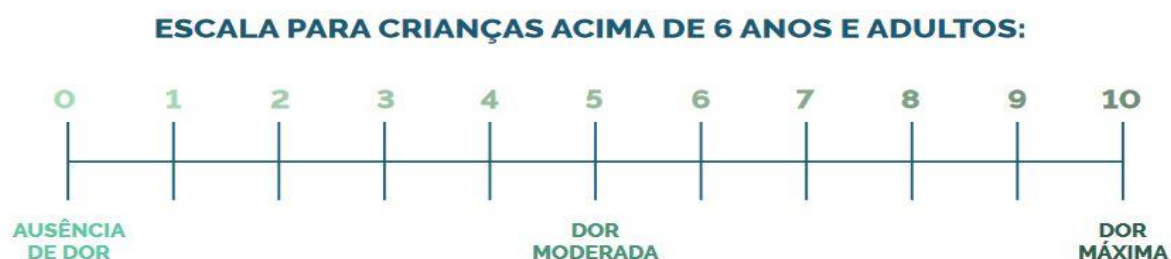 ESCALA PARA CRIANÇAS ACIMA DE 6 ANOS E ADULTOS:
0 1 2 3 4 5 6 7 8 9 10
AUSÊNCIA DOR DOR
DE DOR MODERADA MÁXIMA